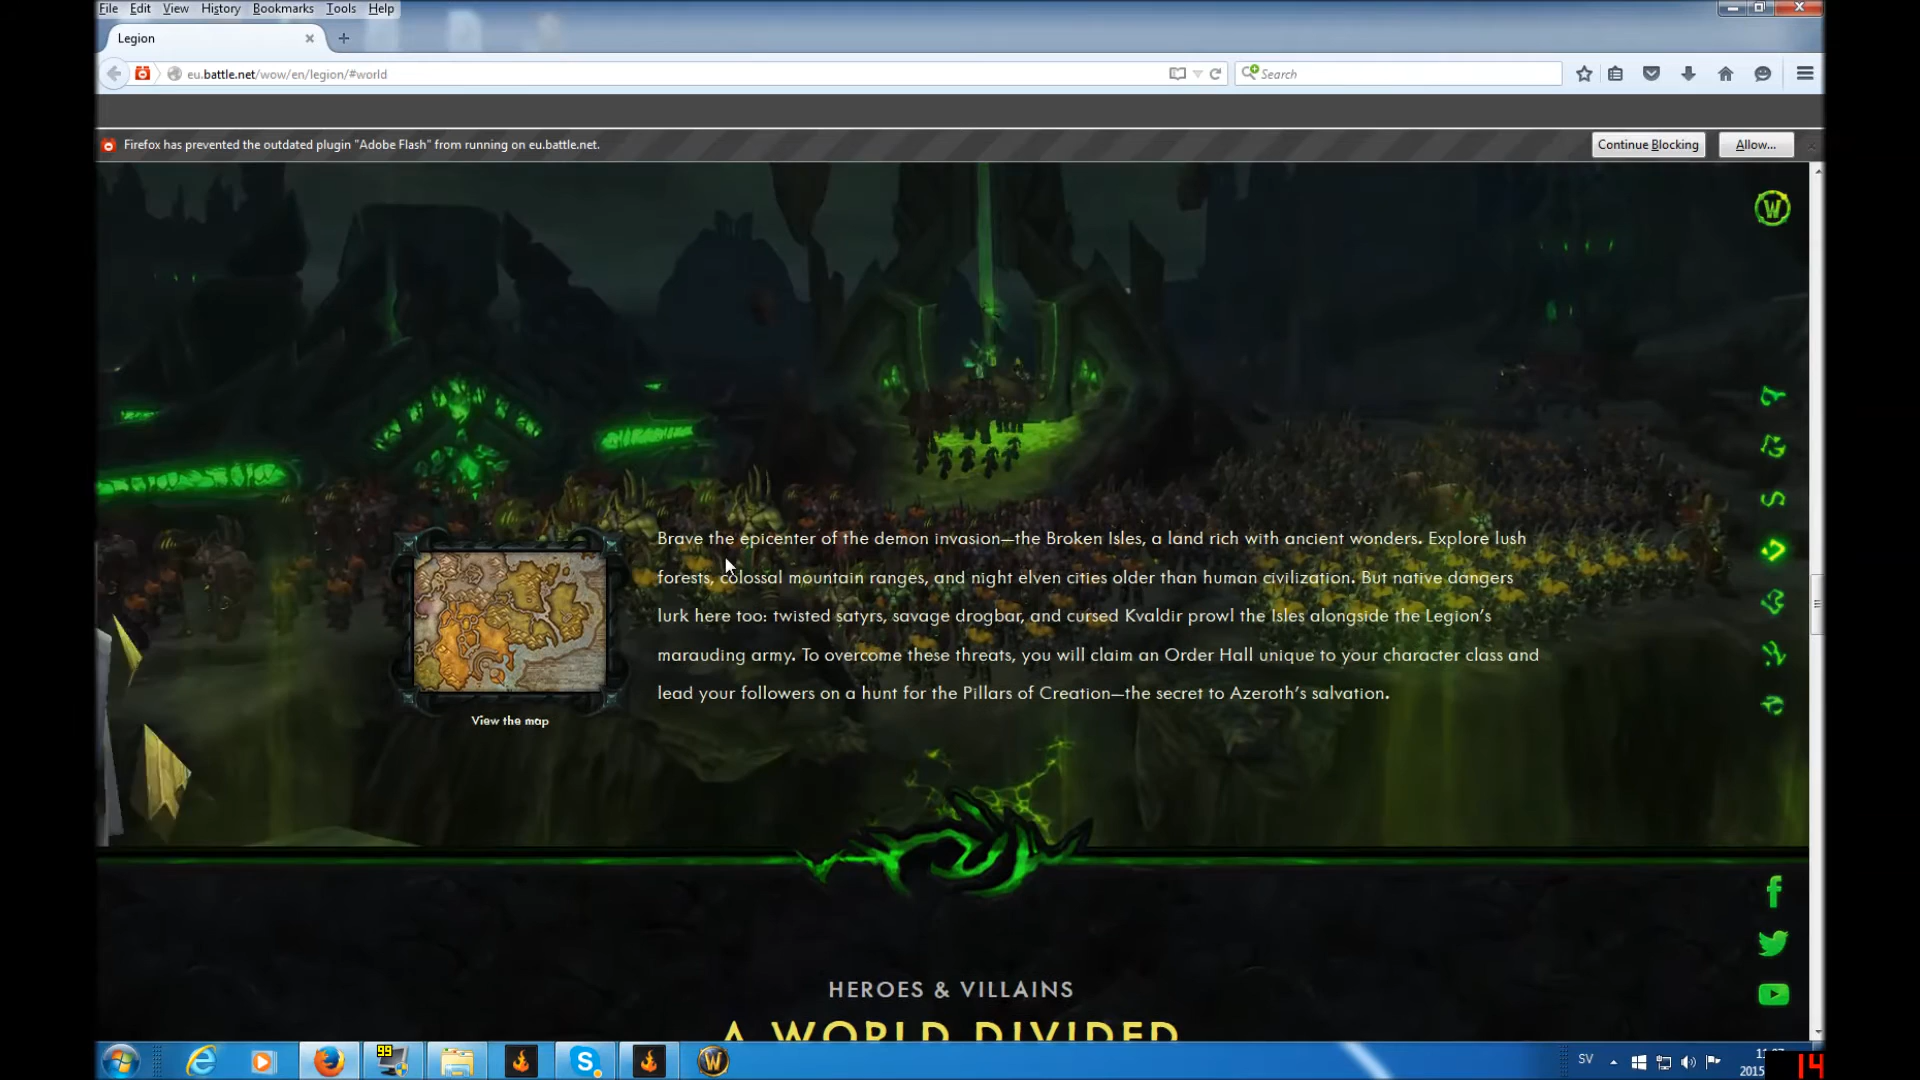 File Edit View History Bookmarks Tools Help
Legion
eu.battle.net/wow/en/legion/#world
Search
Firefox has prevented the outdated plugin "Adobe Flash" from running on eu.battle.net.
Continue Blocking
Allow...
Brave the epicenter of the demon invasion—the Broken Isles, a land rich with ancient wonders. Explore lush
forests, colossal mountain ranges, and night elven cities older than human civilization. But native dangers
lurk here too: twisted satyrs, savage drogbar, and cursed Kvaldir prowl the Isles alongside the Legion's
marauding army. To overcome these threats, you will claim an Order Hall unique to your character class and
lead your followers on a hunt for the Pillars of Creation—the secret to Azeroth's salvation.
View the map
HEROES & VILLAINS
A WORLD DIVIDED
99
SV
2015
14